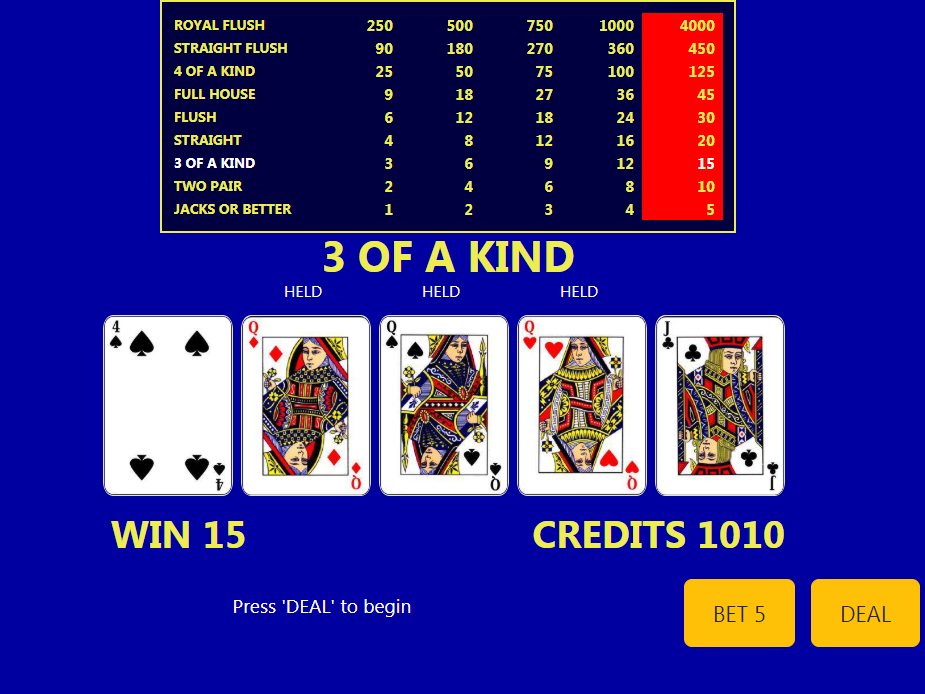 ROYAL FLUSH 250 500 750 1000 4000
STRAIGHT FLUSH 90 180 270 360 450
4 OF A KIND 25 50 75 100 125
FULL HOUSE 9 18 27 36 45
FLUSH 6 12 18 24 30
STRAIGHT 4 8 12 16 20
3 OF A KIND 3 6 9 12 15
TWO PAIR 2 4 6 8 10
JACKS OR BETTER 1 2 3 4 5
3 OF A KIND
HELD HELD HELD
4 Q Q Q J
4 Q Q Q J
WIN 15 CREDITS 1010
Press 'DEAL' to begin BET 5 DEAL